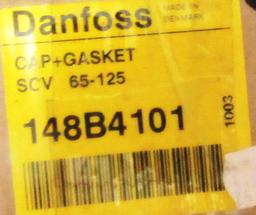 Danfoss
MADE IN
DENMARK
CAP+GASKET
SCV 65-125
148B4101
1003